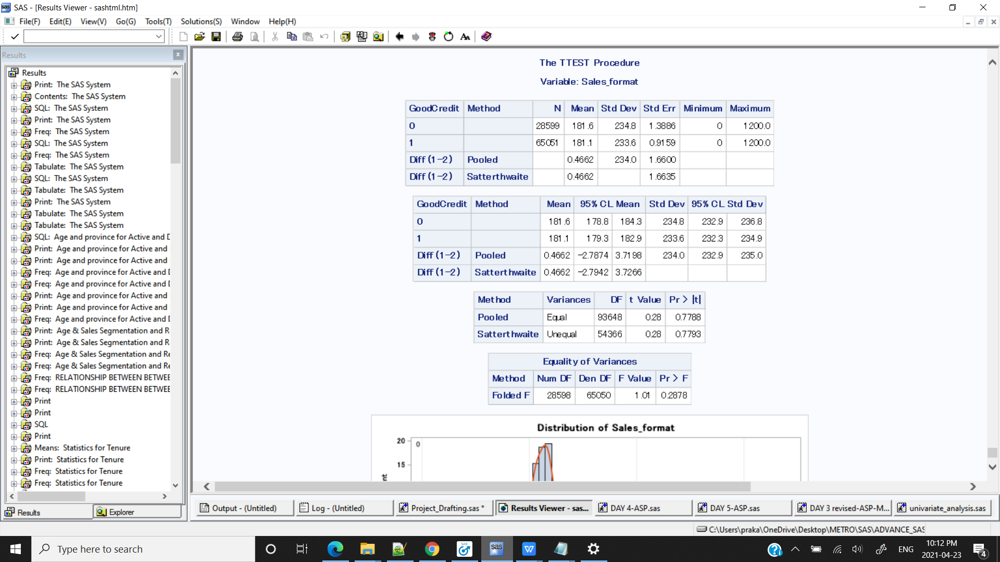 SAS - [Results Viewer - sashtml.htm]
File(F) Edit(E) View(V) Go(G) Tools(T) Solutions(S) Window Help(H)
Results
Results
Print: The SAS System
Contents: The SAS System
SQL: The SAS System
Print: The SAS System
Freq: The SAS System
SQL: The SAS System
Freq: The SAS System
Tabulate: The SAS System
SQL: The SAS System
Tabulate: The SAS System
Print: The SAS System
Tabulate: The SAS System
Tabulate: The SAS System
SQL: Age and province for Active and D
Print: Age and province for Active and
Print: Age and province for Active and
Freq: Age and province for Active and D
Freq: Age and province for Active and D
Print: Age and province for Active and
Print: Age and province for Active and
Freq: Age and province for Active and D
Print: Age & Sales Segmentation and R
Print: Age & Sales Segmentation and R
Freq: Age & Sales Segmentation and Re
Freq: Age & Sales Segmentation and Re
Freq: RELATIONSHIP BETWEEN BETWEE
Freq: RELATIONSHIP BETWEEN BETWEE
Print
Print
SQL
Print
Means: Statistics for Tenure
Print: Statistics for Tenure
Freq: Statistics for Tenure
Freq: Statistics for Tenure
Results Explorer
The TTEST Procedure
Variable: Sales_format
GoodCredit Method N Mean Std Dev Std Err Minimum Maximum
0 28599 181.6 234.8 1.3886 0 1200.0
1 65051 181.1 233.6 0.9159 0 1200.0
Diff (1-2) Pooled 0.4662 234.0 1.6600
Diff (1-2) Satterthwaite 0.4662 1.6635
GoodCredit Method Mean 95% CL Mean Std Dev 95% CL Std Dev
0 181.6 178.8 184.3 234.8 232.9 236.8
1 181.1 179.3 182.9 233.6 232.3 234.9
Diff (1-2) Pooled 0.4662 -2.7874 3.7198 234.0 232.9 235.0
Diff (1-2) Satterthwaite 0.4662 -2.7942 3.7266
Method Variances DF t Value Pr > |t|
Pooled Equal 93648 0.28 0.7788
Satterthwaite Unequal 54366 0.28 0.7793
Equality of Variances
Method Num DF Den DF F Value Pr > F
Folded F 28598 65050 1.01 0.2878
Distribution of Sales_format
20
0
15
Output - (Untitled) Log - (Untitled) Project_Drafting.sas * Results Viewer - sas... DAY 4-ASP.sas DAY 5-ASP.sas DAY 3 revised-ASP-M... univariate_analysis.sas
C:\Users\praka\OneDrive\Desktop\METRO\SAS\ADVANCE_SAS
Type here to search
sas
ENG
10:12 PM
2021-04-23
4